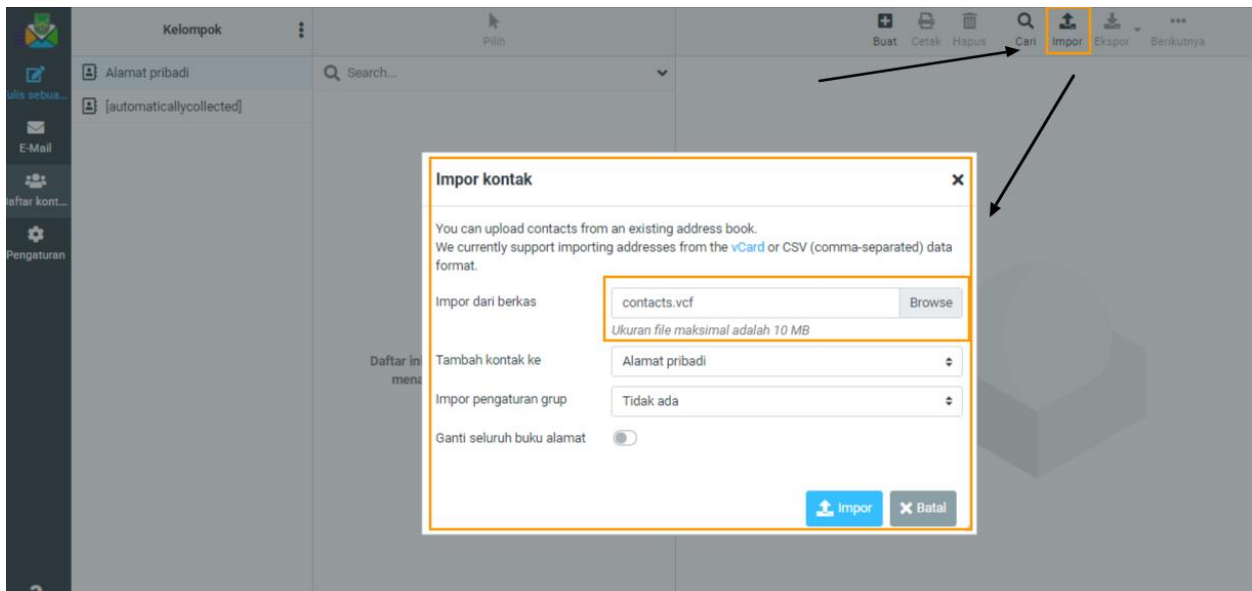 Kelompok
Pilih
Buat Cetak Hapus Cari Impor Ekspor Berikutnya
ulis sebua...
E-Mail
aftar kont...
Pengaturan
Alamat pribadi
[automaticallycollected]
Search...
Daftar ini
mena
Impor kontak
You can upload contacts from an existing address book.
We currently support importing addresses from the vCard or CSV (comma-separated) data
format.
Impor dari berkas contacts.vcf Browse
Ukuran file maksimal adalah 10 MB
Tambah kontak ke Alamat pribadi
Impor pengaturan grup Tidak ada
Ganti seluruh buku alamat
Impor Batal